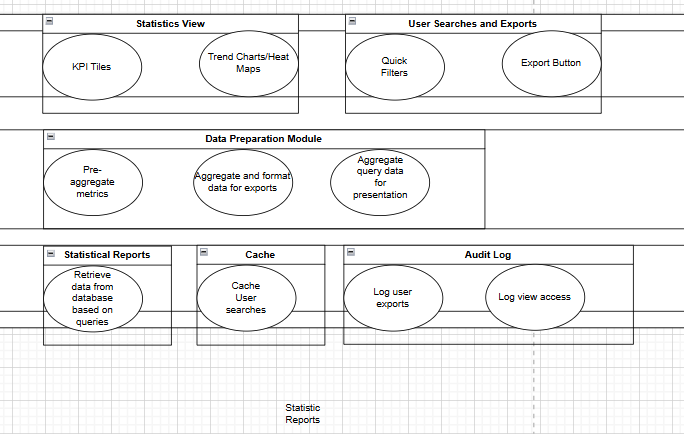 Statistics View
User Searches and Exports
KPI Tiles
Trend Charts/Heat
Maps
Quick
Filters
Export Button
Data Preparation Module
Pre-
aggregate
metrics
Aggregate and format
data for exports
Aggregate
query data
for
presentation
Statistical Reports
Cache
Audit Log
Retrieve
data from
database
based on
queries
Cache
User
searches
Log user
exports
Log view access
Statistic
Reports